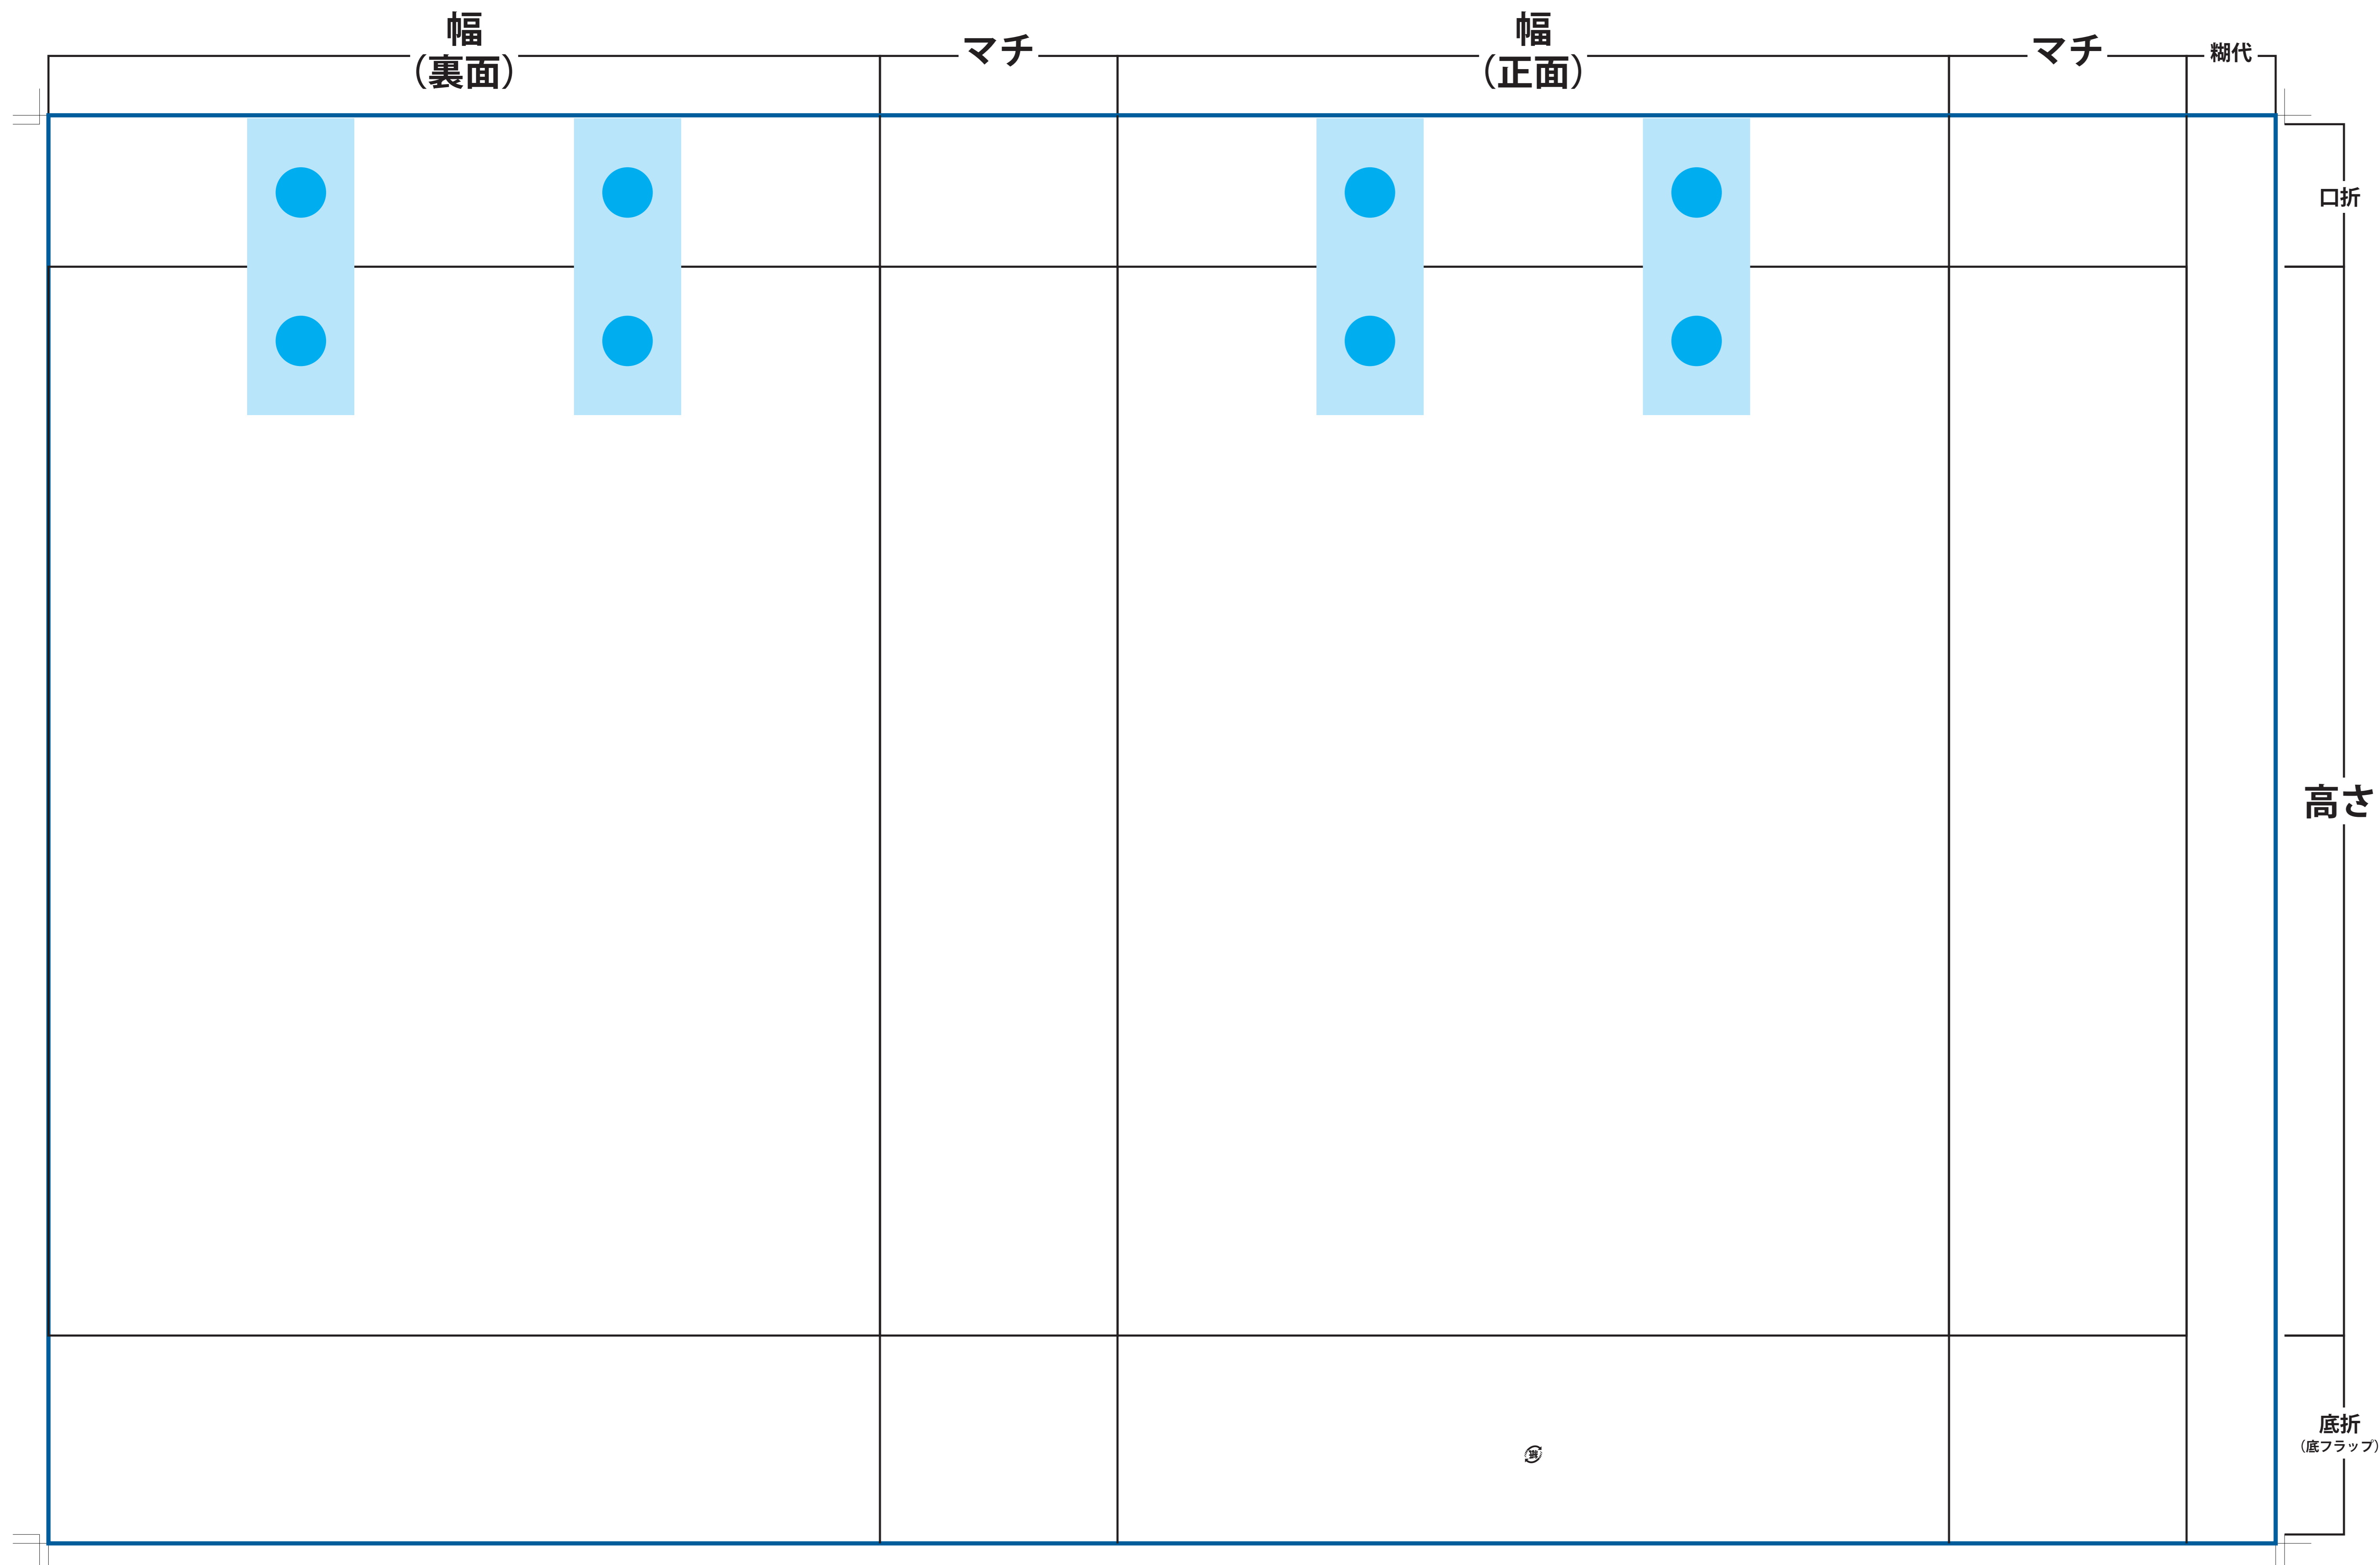 幅
（裏面）
マチ
幅
（正面）
マチ
糊代
口折
高さ
底折
（底フラップ）